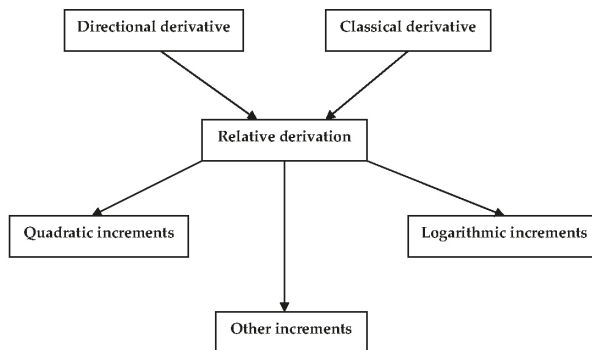 Directional derivative
Classical derivative
Relative derivation
Quadratic increments
Logarithmic increments
Other increments